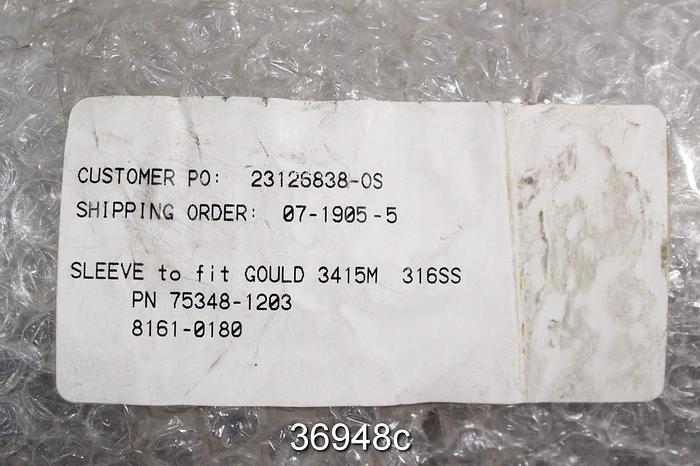 CUSTOMER PO: 23126838-OS
SHIPPING ORDER: 07-1905-5
SLEEVE to fit GOULD 3415M 316SS
PN 75348-1203
8161-0180
36948c